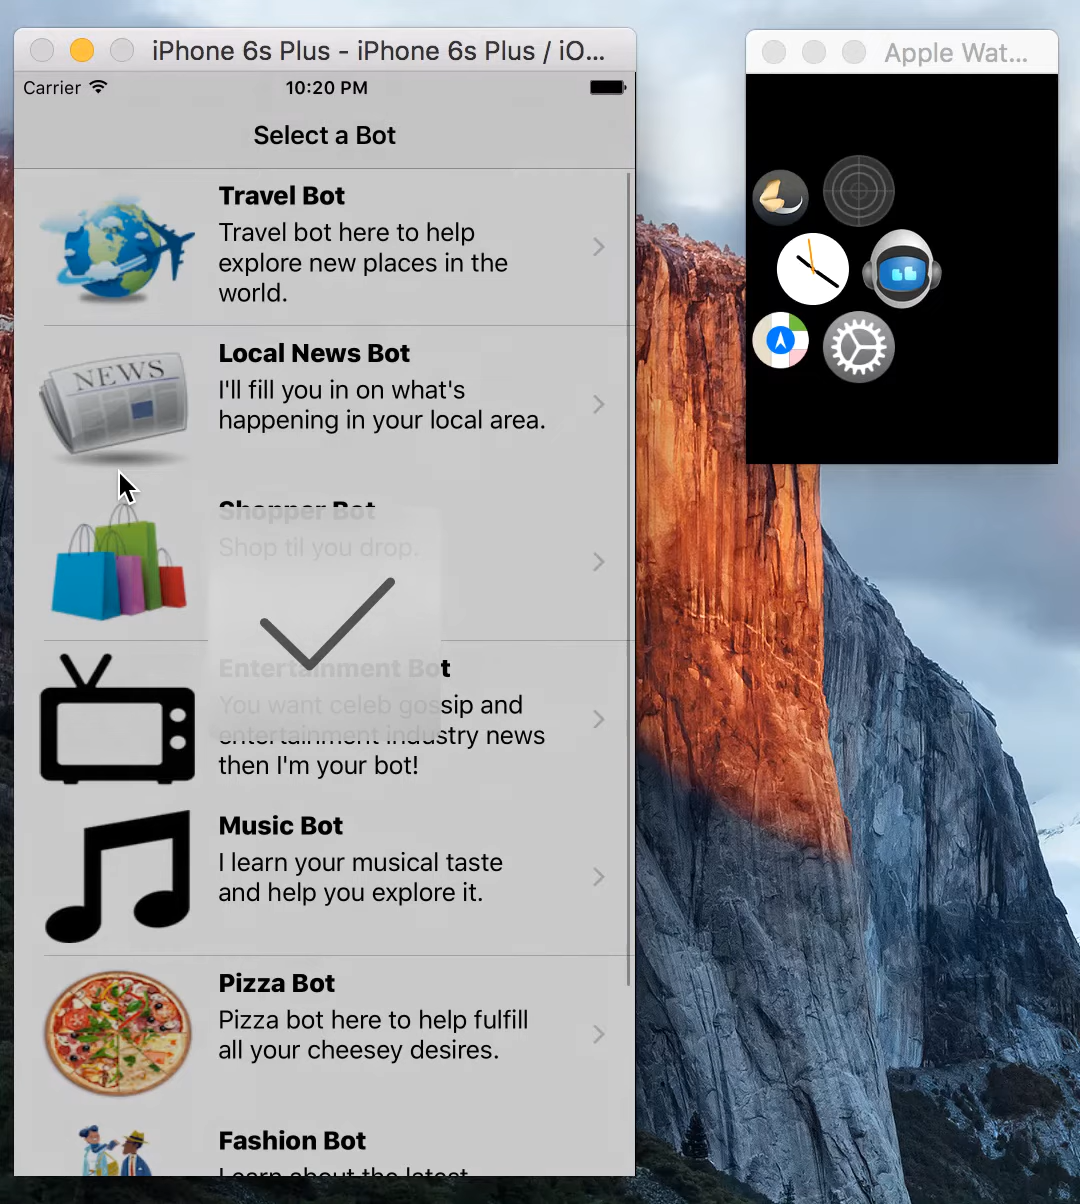 iPhone 6s Plus - iPhone 6s Plus / iO...
Apple Wat...
Carrier
10:20 PM
Select a Bot
Travel Bot
Travel bot here to help
explore new places in the
world.
NEWS
Local News Bot
I'll fill you in on what's
happening in your local area.
Shopper Bot
Shop til you drop.
Entertainment Bot
You want celeb gossip and
entertainment industry news
then I'm your bot!
Music Bot
I learn your musical taste
and help you explore it.
Pizza Bot
Pizza bot here to help fulfill
all your cheesey desires.
Fashion Bot
Learn about the latest